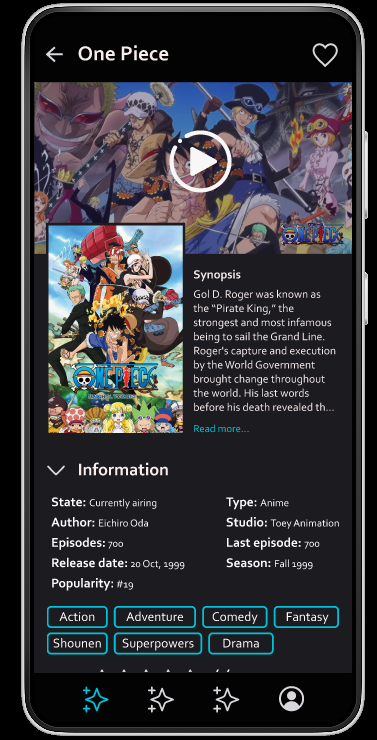 One Piece
ONE PIECE
Synopsis
Gol D. Roger was known as
the “Pirate King,” the
strongest and most infamous
being to sail the Grand Line.
Roger's capture and execution
by the World Government
brought change throughout
the world. His last words
before his death revealed th...
Read more...
ONE PIECE
Information
State: Currently airing
Type: Anime
Author: Eichiro Oda
Studio: Toey Animation
Episodes: 700
Last episode: 700
Release date: 20 Oct, 1999
Season: Fall 1999
Popularity: #19
Action Adventure Comedy Fantasy
Shounen Superpowers Drama